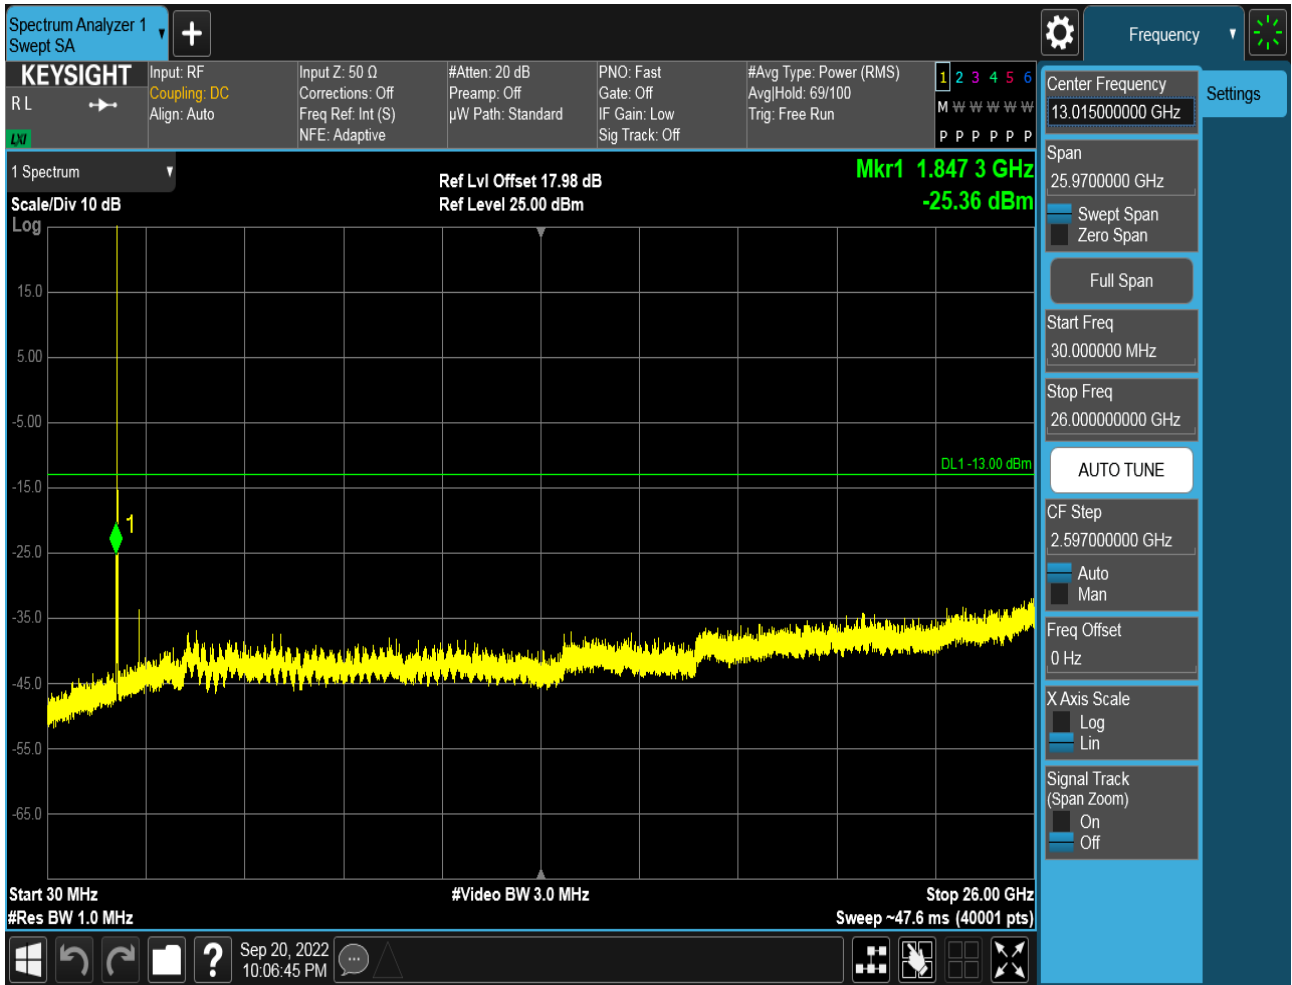 Spectrum Analyzer 1
Swept SA
Frequency
KEYSIGHT
R L
LXI
Input: RF
Coupling: DC
Align: Auto
Input Z: 50 Ω
Corrections: Off
Freq Ref: Int (S)
NFE: Adaptive
#Atten: 20 dB
Preamp: Off
µW Path: Standard
PNO: Fast
Gate: Off
IF Gain: Low
Sig Track: Off
#Avg Type: Power (RMS)
Avg|Hold: 69/100
Trig: Free Run
1 2 3 4 5 6
M W W W W W
P P P P P P
1 Spectrum
Scale/Div 10 dB
Log
Ref Lvl Offset 17.98 dB
Ref Level 25.00 dBm
Mkr1 1.847 3 GHz
-25.36 dBm
15.0
5.00
-5.00
DL1 -13.00 dBm
-15.0
1
-25.0
-35.0
-45.0
-55.0
-65.0
Start 30 MHz
#Res BW 1.0 MHz
#Video BW 3.0 MHz
Stop 26.00 GHz
Sweep ~47.6 ms (40001 pts)
Center Frequency
13.015000000 GHz
Settings
Span
25.9700000 GHz
Swept Span
Zero Span
Full Span
Start Freq
30.000000 MHz
Stop Freq
26.000000000 GHz
AUTO TUNE
CF Step
2.597000000 GHz
Auto
Man
Freq Offset
0 Hz
X Axis Scale
Log
Lin
Signal Track
(Span Zoom)
On
Off
?
Sep 20, 2022
10:06:45 PM